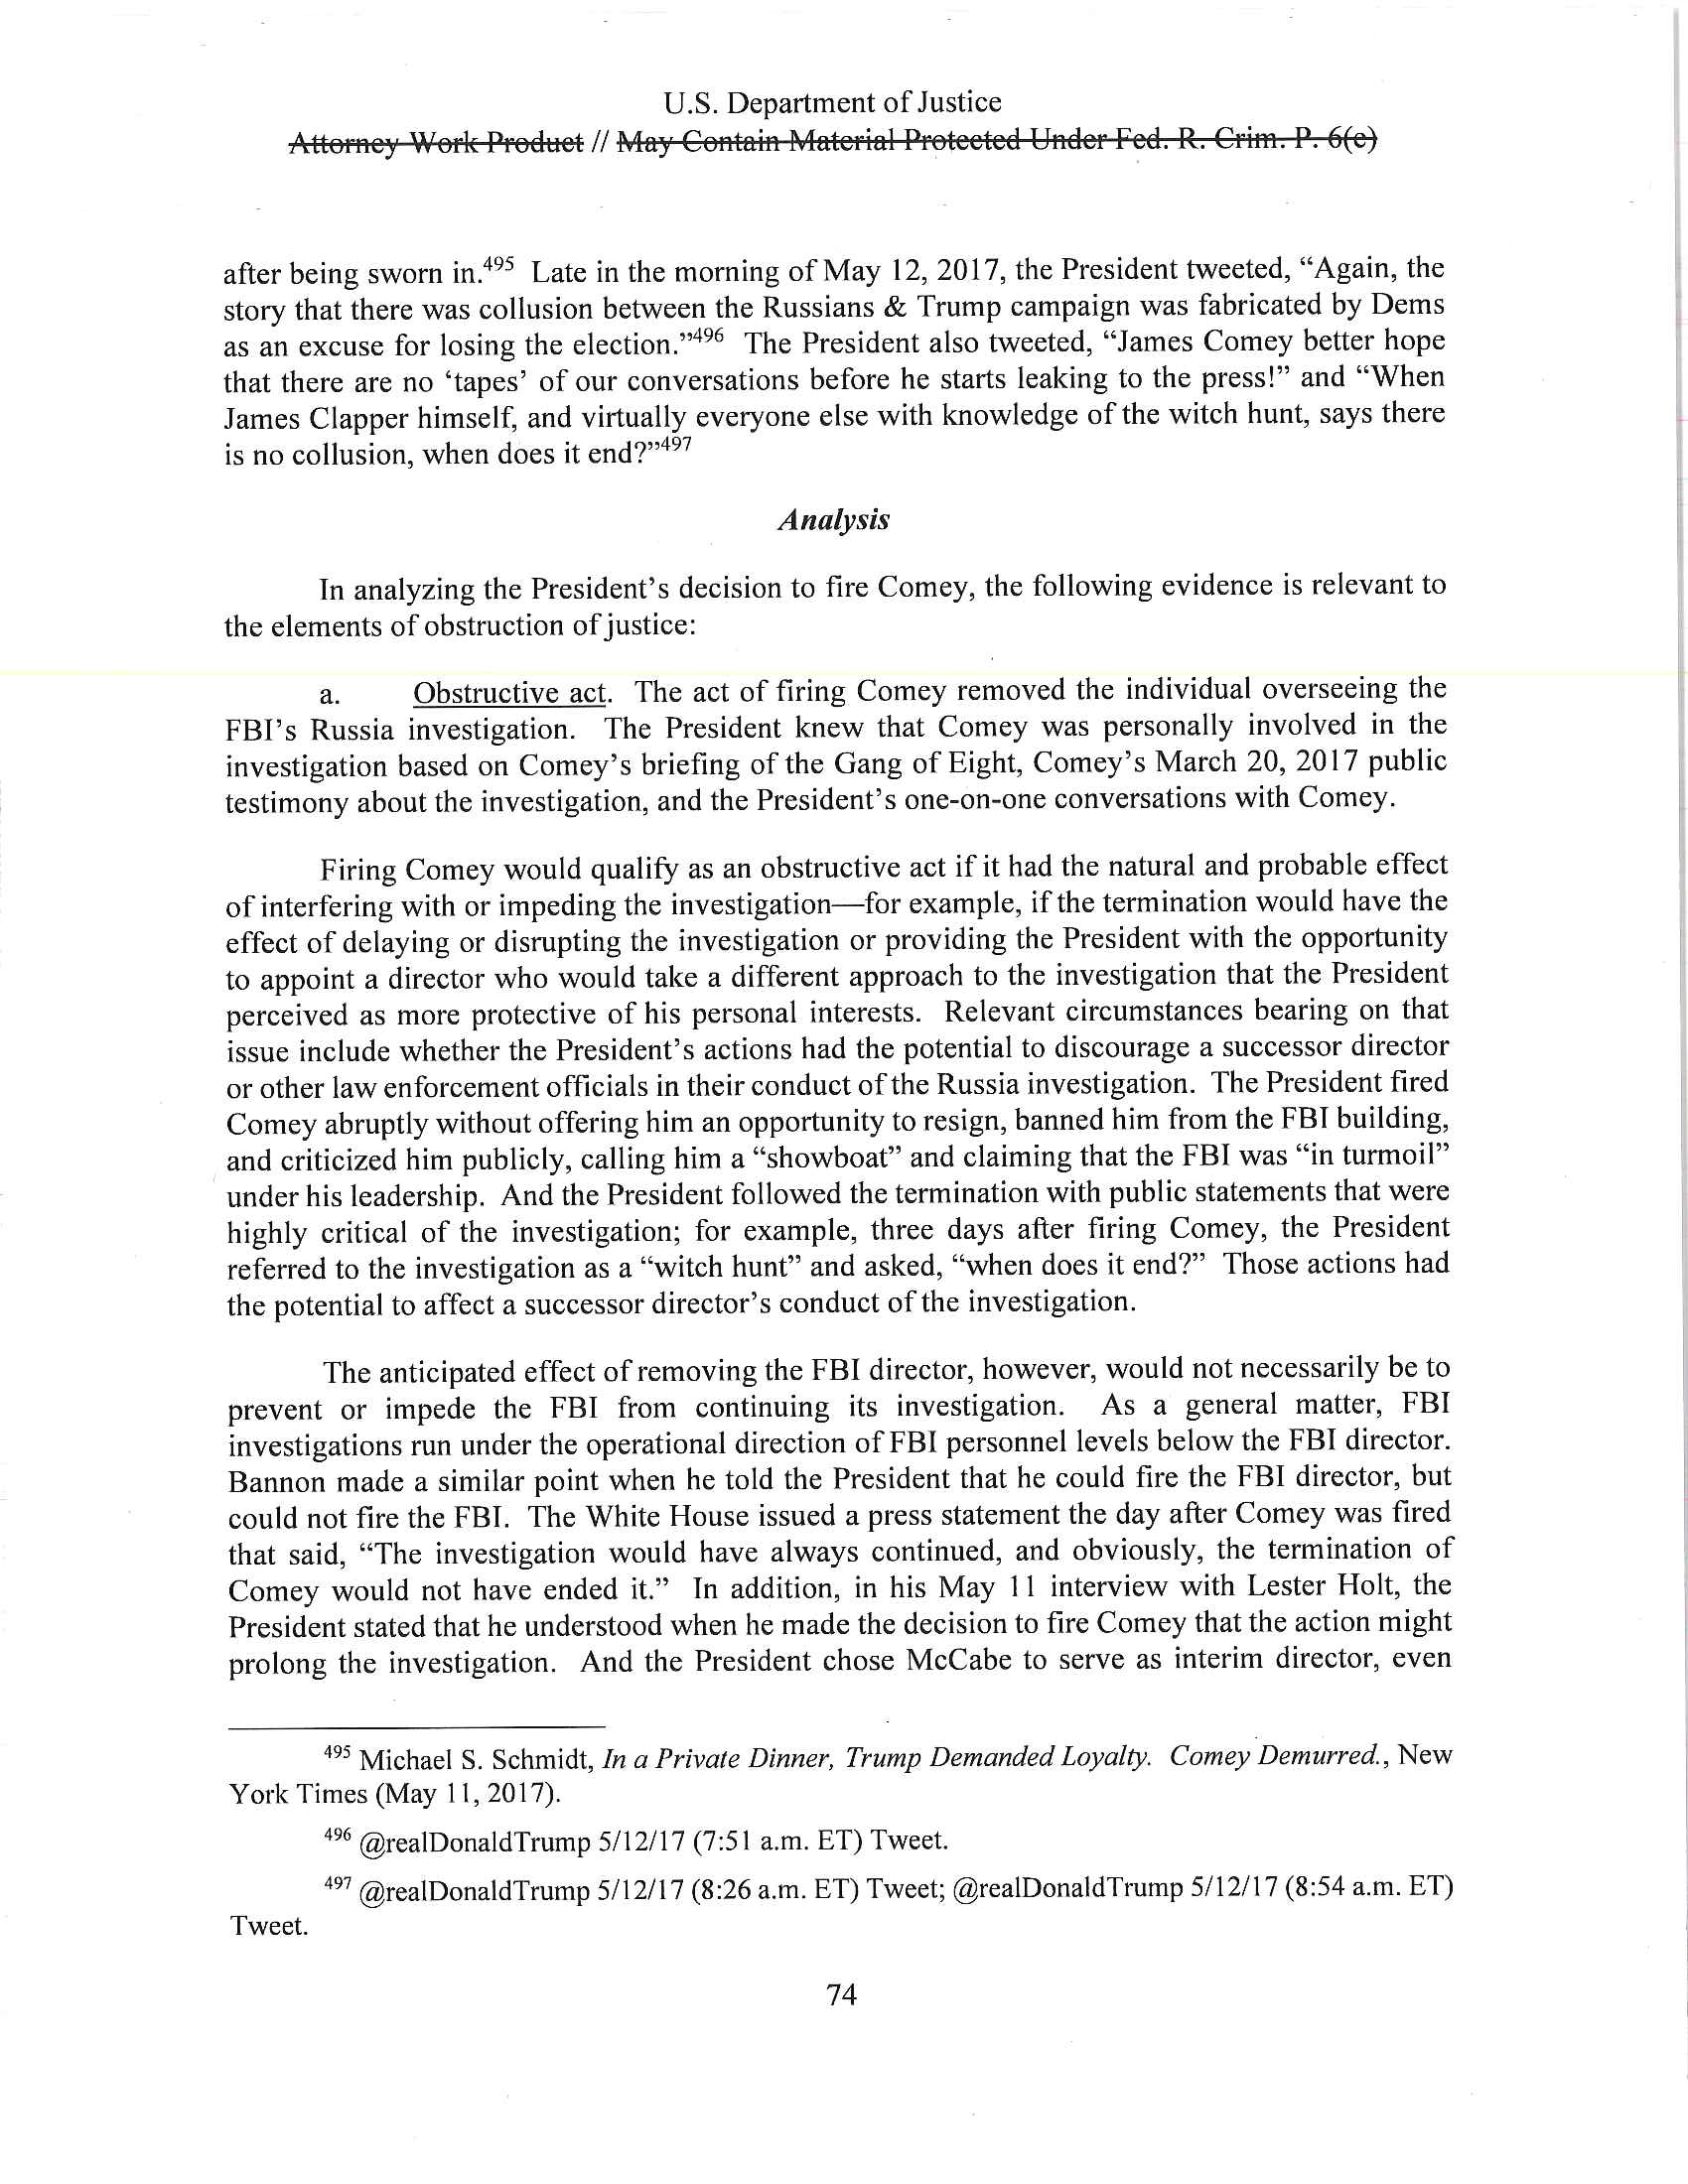 U.S. Department of Justice
Attorney Work Product // May Contain Material Protected Under Fed. R. Crim. P. 6(e)
after being sworn in.495 Late in the morning of May 12, 2017, the President tweeted, “Again, the
story that there was collusion between the Russians & Trump campaign was fabricated by Dems
as an excuse for losing the election.”496 The President also tweeted, “James Comey better hope
that there are no ‘tapes’ of our conversations before he starts leaking to the press!” and “When
James Clapper himself, and virtually everyone else with knowledge of the witch hunt, says there
is no collusion, when does it end?”497
Analysis
In analyzing the President’s decision to fire Comey, the following evidence is relevant to
the elements of obstruction of justice:
a. Obstructive act. The act of firing Comey removed the individual overseeing the
FBI’s Russia investigation. The President knew that Comey was personally involved in the
investigation based on Comey’s briefing of the Gang of Eight, Comey’s March 20, 2017 public
testimony about the investigation, and the President’s one-on-one conversations with Comey.
Firing Comey would qualify as an obstructive act if it had the natural and probable effect
of interfering with or impeding the investigation—for example, if the termination would have the
effect of delaying or disrupting the investigation or providing the President with the opportunity
to appoint a director who would take a different approach to the investigation that the President
perceived as more protective of his personal interests. Relevant circumstances bearing on that
issue include whether the President’s actions had the potential to discourage a successor director
or other law enforcement officials in their conduct of the Russia investigation. The President fired
Comey abruptly without offering him an opportunity to resign, banned him from the FBI building,
and criticized him publicly, calling him a “showboat” and claiming that the FBI was “in turmoil”
under his leadership. And the President followed the termination with public statements that were
highly critical of the investigation; for example, three days after firing Comey, the President
referred to the investigation as a “witch hunt” and asked, “when does it end?” Those actions had
the potential to affect a successor director’s conduct of the investigation.
The anticipated effect of removing the FBI director, however, would not necessarily be to
prevent or impede the FBI from continuing its investigation. As a general matter, FBI
investigations run under the operational direction of FBI personnel levels below the FBI director.
Bannon made a similar point when he told the President that he could fire the FBI director, but
could not fire the FBI. The White House issued a press statement the day after Comey was fired
that said, “The investigation would have always continued, and obviously, the termination of
Comey would not have ended it.” In addition, in his May 11 interview with Lester Holt, the
President stated that he understood when he made the decision to fire Comey that the action might
prolong the investigation. And the President chose McCabe to serve as interim director, even
495 Michael S. Schmidt, In a Private Dinner, Trump Demanded Loyalty. Comey Demurred., New
York Times (May 11, 2017).
496 @realDonaldTrump 5/12/17 (7:51 a.m. ET) Tweet.
497 @realDonaldTrump 5/12/17 (8:26 a.m. ET) Tweet; @realDonaldTrump 5/12/17 (8:54 a.m. ET)
Tweet.
74